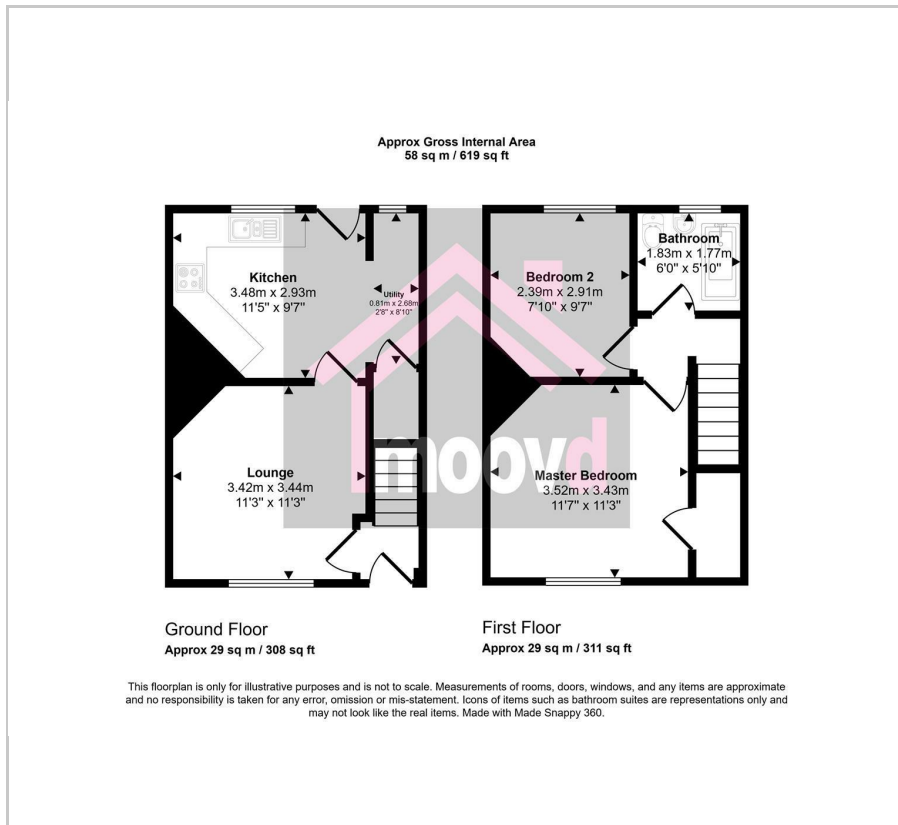 Approx Gross Internal Area
58 sq m / 619 sq ft
Kitchen
3.48m x 2.93m
11'5" x 9'7"
Utility
0.81m x 2.68m
2'8" x 8'10"
Lounge
3.42m x 3.44m
11'3" x 11'3"
Bedroom 2
2.39m x 2.91m
7'10" x 9'7"
Bathroom
1.83m x 1.77m
6'0" x 5'10"
Master Bedroom
3.52m x 3.43m
11'7" x 11'3"
moovd
Ground Floor
Approx 29 sq m / 308 sq ft
First Floor
Approx 29 sq m / 311 sq ft
This floorplan is only for illustrative purposes and is not to scale. Measurements of rooms, doors, windows, and any items are approximate
and no responsibility is taken for any error, omission or mis-statement. Icons of items such as bathroom suites are representations only and
may not look like the real items. Made with Made Snappy 360.